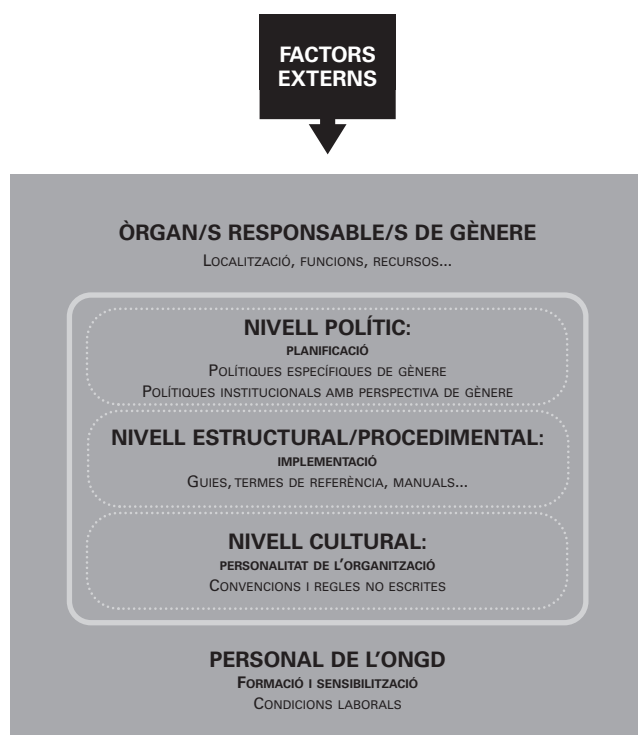 FACTORS
EXTERNS
ÒRGAN/S RESPONSABLE/S DE GÈNERE
LOCALITZACIÓ, FUNCIONS, RECURSOS...
NIVELL POLÍTIC:
PLANIFICACIÓ
POLÍTIQUES ESPECÍFIQUES DE GÈNERE
POLÍTIQUES INSTITUCIONALS AMB PERSPECTIVA DE GÈNERE
NIVELL ESTRUCTURAL/PROCEDIMENTAL:
IMPLEMENTACIÓ
GUIES, TERMES DE REFERÈNCIA, MANUALS...
NIVELL CULTURAL:
PERSONALITAT DE L'ORGANITZACIÓ
CONVENCIONS I REGLES NO ESCRITES
PERSONAL DE L'ONGD
FORMACIÓ I SENSIBILITZACIÓ
CONDICIONS LABORALS